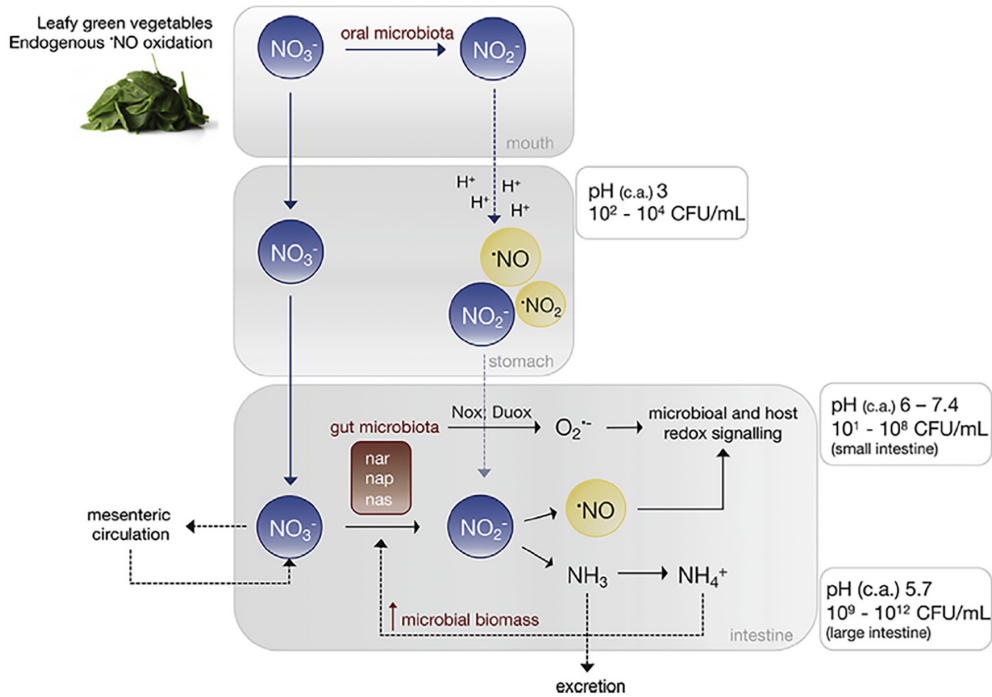 Leafy green vegetables
Endogenous •NO oxidation
NO₃⁻
oral microbiota
NO₂⁻
mouth
H⁺
H⁺
H⁺
H⁺
pH (c.a.) 3
10² - 10⁴ CFU/mL
NO₃⁻
•NO
NO₂⁻
•NO₂
stomach
gut microbiota
Nox, Duox
O₂•⁻
microbioal and host
redox signalling
pH (c.a.) 6 – 7.4
10¹ - 10⁸ CFU/mL
(small intestine)
nar
nap
nas
mesenteric
circulation
NO₃⁻
NO₂⁻
•NO
NH₃
NH₄⁺
↑ microbial biomass
intestine
pH (c.a.) 5.7
10⁹ - 10¹² CFU/mL
(large intestine)
excretion